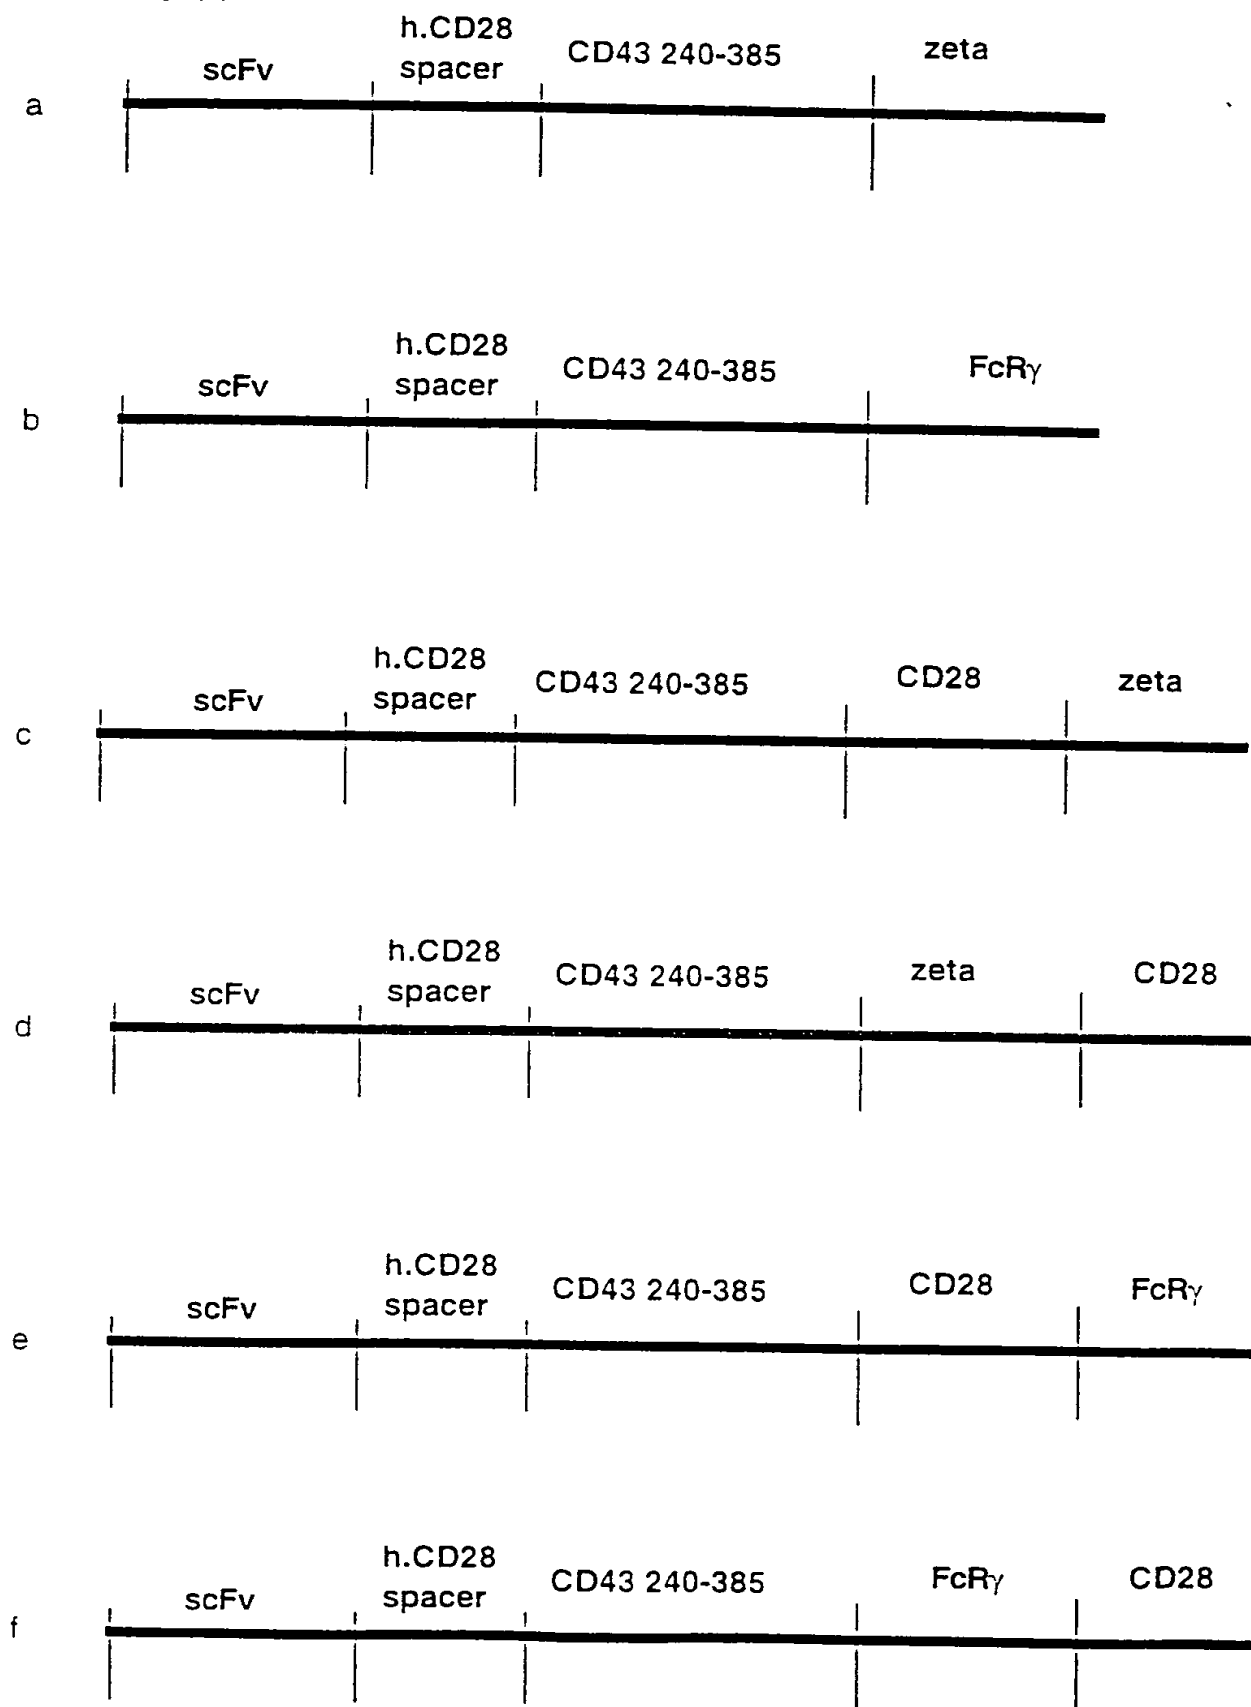 h.CD28
scFv spacer CD43 240-385 zeta
a
h.CD28
scFv spacer CD43 240-385 FcRγ
b
h.CD28
scFv spacer CD43 240-385 CD28 zeta
c
h.CD28
scFv spacer CD43 240-385 zeta CD28
d
h.CD28
scFv spacer CD43 240-385 CD28 FcRγ
e
h.CD28
scFv spacer CD43 240-385 FcRγ CD28
f